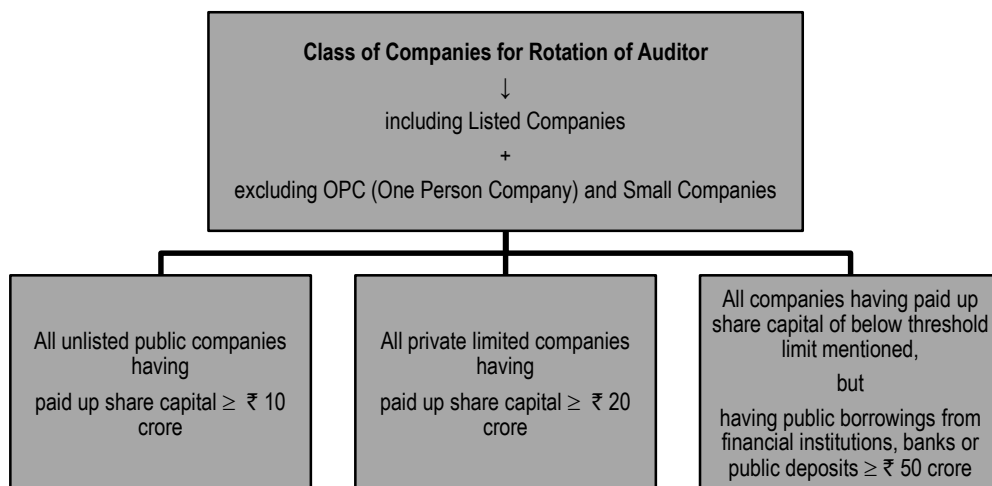 Class of Companies for Rotation of Auditor
↓
including Listed Companies
+
excluding OPC (One Person Company) and Small Companies
All unlisted public companies
having
paid up share capital ≥ ₹ 10
crore
All private limited companies
having
paid up share capital ≥ ₹ 20
crore
All companies having paid up
share capital of below threshold
limit mentioned,
but
having public borrowings from
financial institutions, banks or
public deposits ≥ ₹ 50 crore